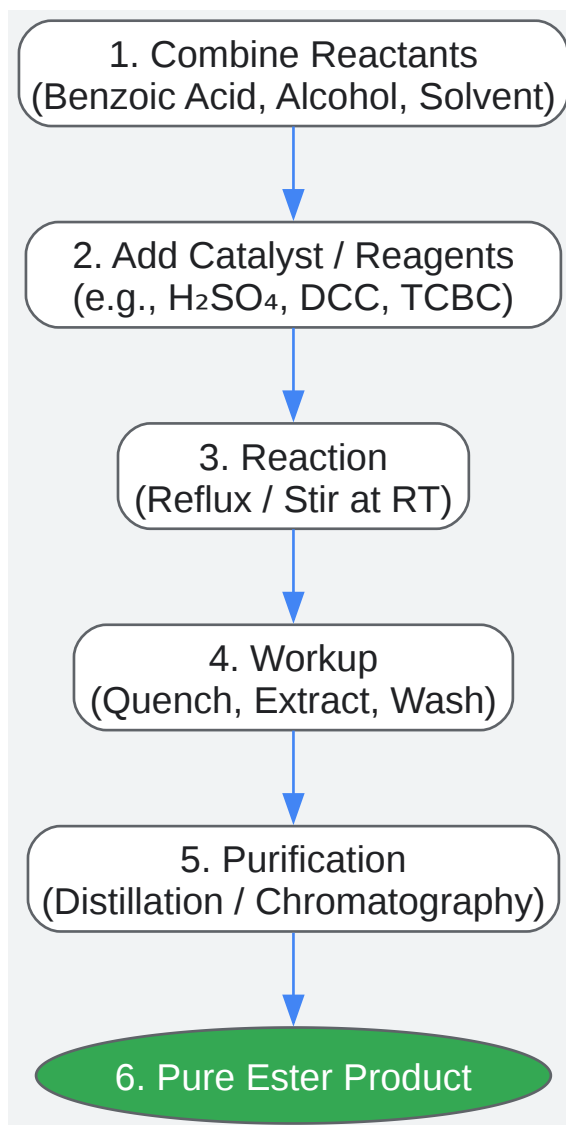 1. Combine Reactants
(Benzoic Acid, Alcohol, Solvent)
2. Add Catalyst / Reagents
(e.g., H₂SO₄, DCC, TCBC)
3. Reaction
(Reflux / Stir at RT)
4. Workup
(Quench, Extract, Wash)
5. Purification
(Distillation / Chromatography)
6. Pure Ester Product